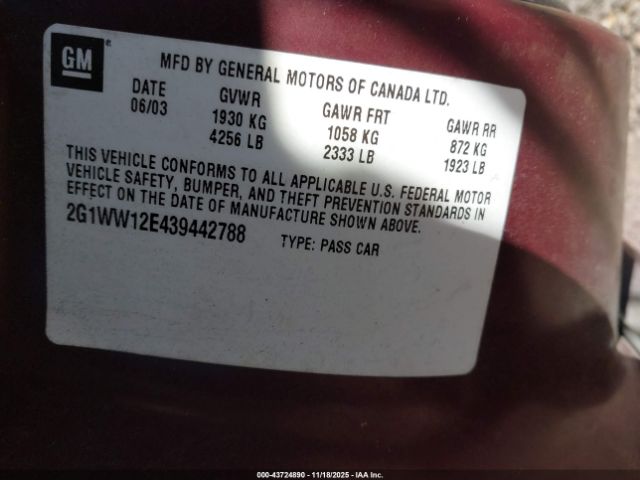 GM ®
MFD BY GENERAL MOTORS OF CANADA LTD.
DATE GVWR GAWR FRT GAWR RR
06/03 1930 KG 1058 KG 872 KG
4256 LB 2333 LB 1923 LB
THIS VEHICLE CONFORMS TO ALL APPLICABLE U.S. FEDERAL MOTOR
VEHICLE SAFETY, BUMPER, AND THEFT PREVENTION STANDARDS IN
EFFECT ON THE DATE OF MANUFACTURE SHOWN ABOVE.
2G1WW12E439442788 TYPE: PASS CAR
000-43724890 - 11/18/2025 - IAA Inc.